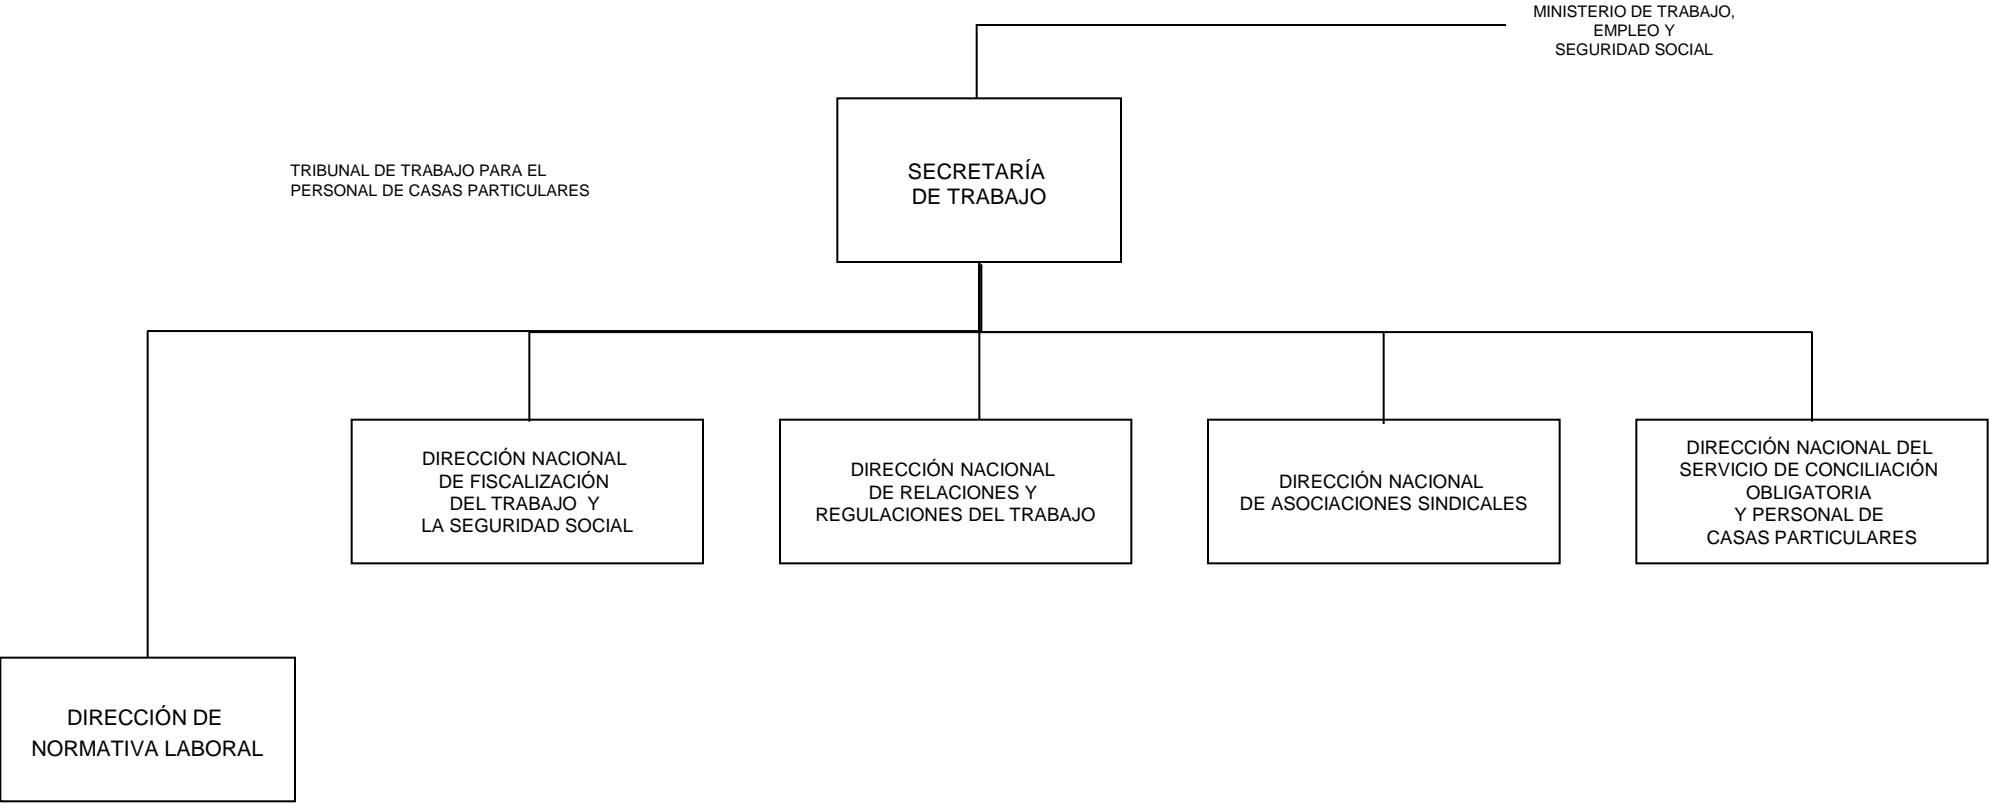 MINISTERIO DE TRABAJO,
EMPLEO Y
SEGURIDAD SOCIAL
TRIBUNAL DE TRABAJO PARA EL
PERSONAL DE CASAS PARTICULARES
SECRETARÍA
DE TRABAJO
DIRECCIÓN NACIONAL
DE FISCALIZACIÓN
DEL TRABAJO Y
LA SEGURIDAD SOCIAL
DIRECCIÓN NACIONAL
DE RELACIONES Y
REGULACIONES DEL TRABAJO
DIRECCIÓN NACIONAL
DE ASOCIACIONES SINDICALES
DIRECCIÓN NACIONAL DEL
SERVICIO DE CONCILIACIÓN
OBLIGATORIA
Y PERSONAL DE
CASAS PARTICULARES
DIRECCIÓN DE
NORMATIVA LABORAL